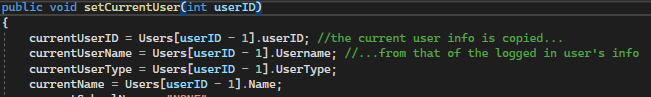 public void setCurrentUser(int userID)
{
currentUserID = Users[userID - 1].userID; //the current user info is copied...
currentUserName = Users[userID - 1].Username; //...from that of the logged in user's info
currentUserType = Users[userID - 1].UserType;
currentName = Users[userID - 1].Name;